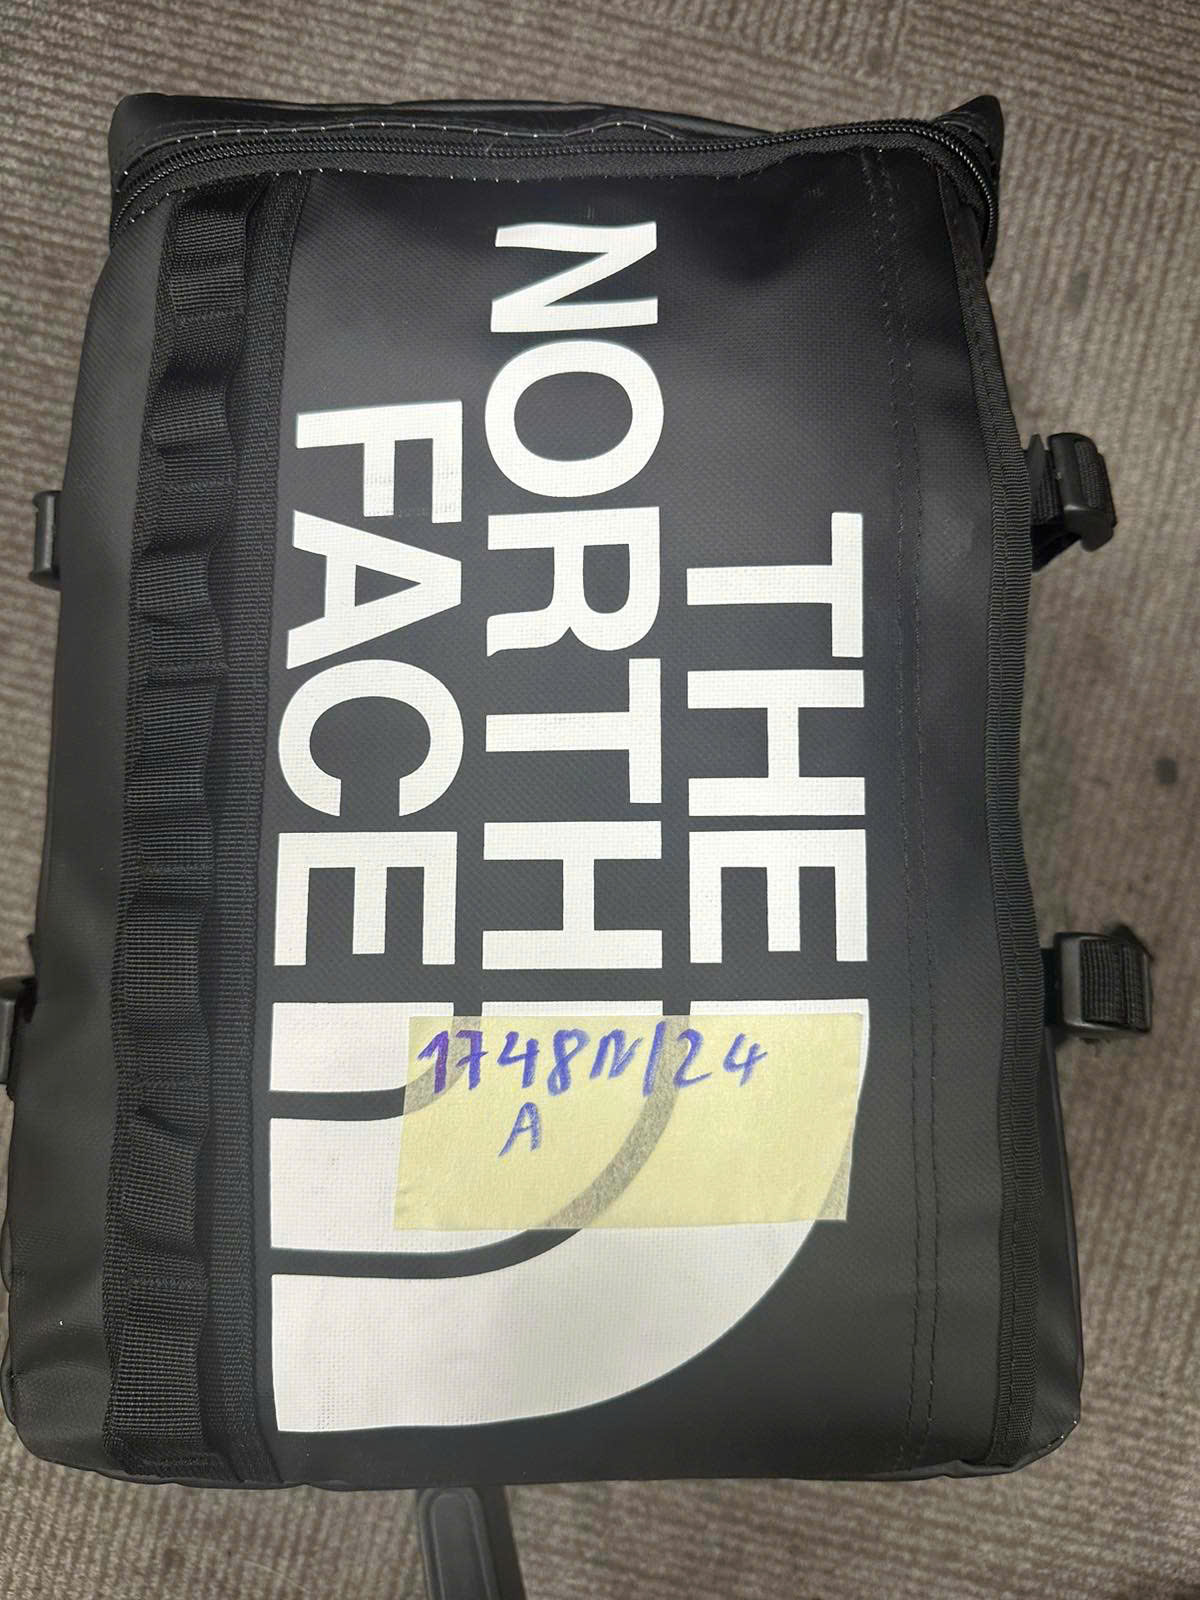 THE
NORTH
FACE
1748N/24
A